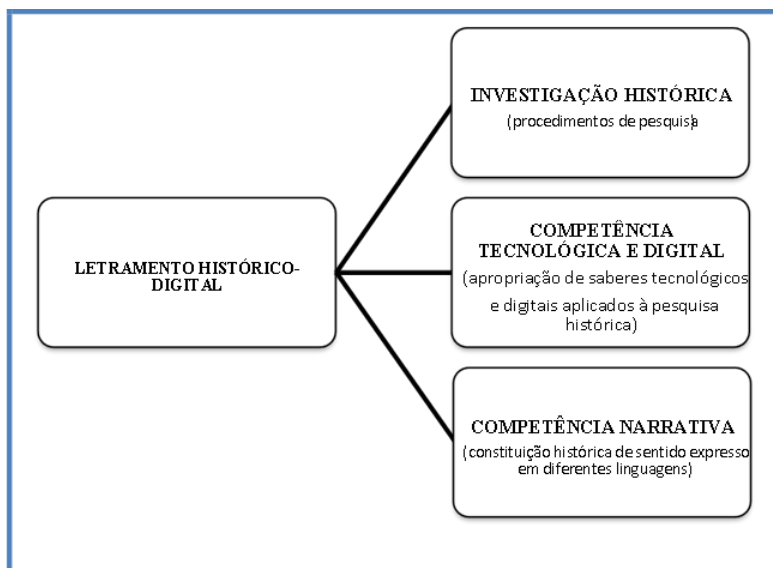 LETRAMENTO HISTÓRICO-
DIGITAL
INVESTIGAÇÃO HISTÓRICA
(procedimentos de pesquisa
COMPETÊNCIA
TECNOLÓGICA E DIGITAL
(apropriação de saberes tecnológicos
e digitais aplicados à pesquisa
histórica)
COMPETÊNCIA NARRATIVA
(constituição histórica de sentido expresso
em diferentes linguagens)